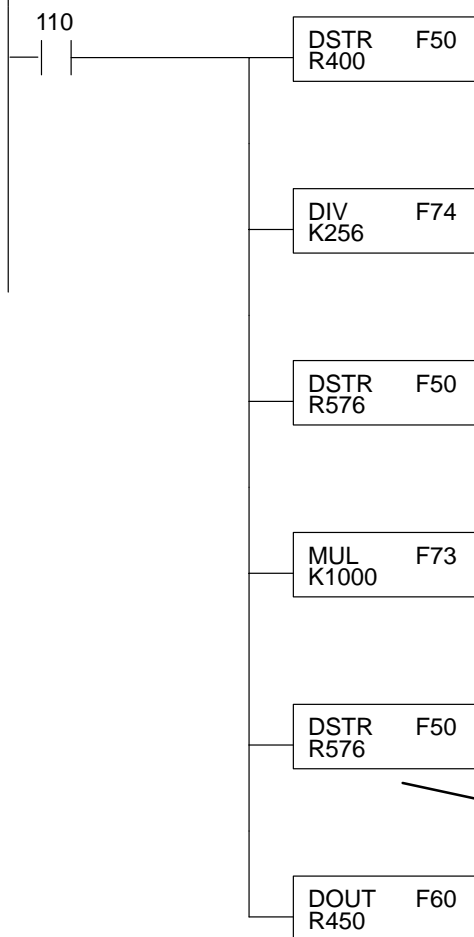 110
DSTR F50
R400
DIV F74
K256
DSTR F50
R576
MUL F73
K1000
DSTR F50
R576
DOUT F60
R450